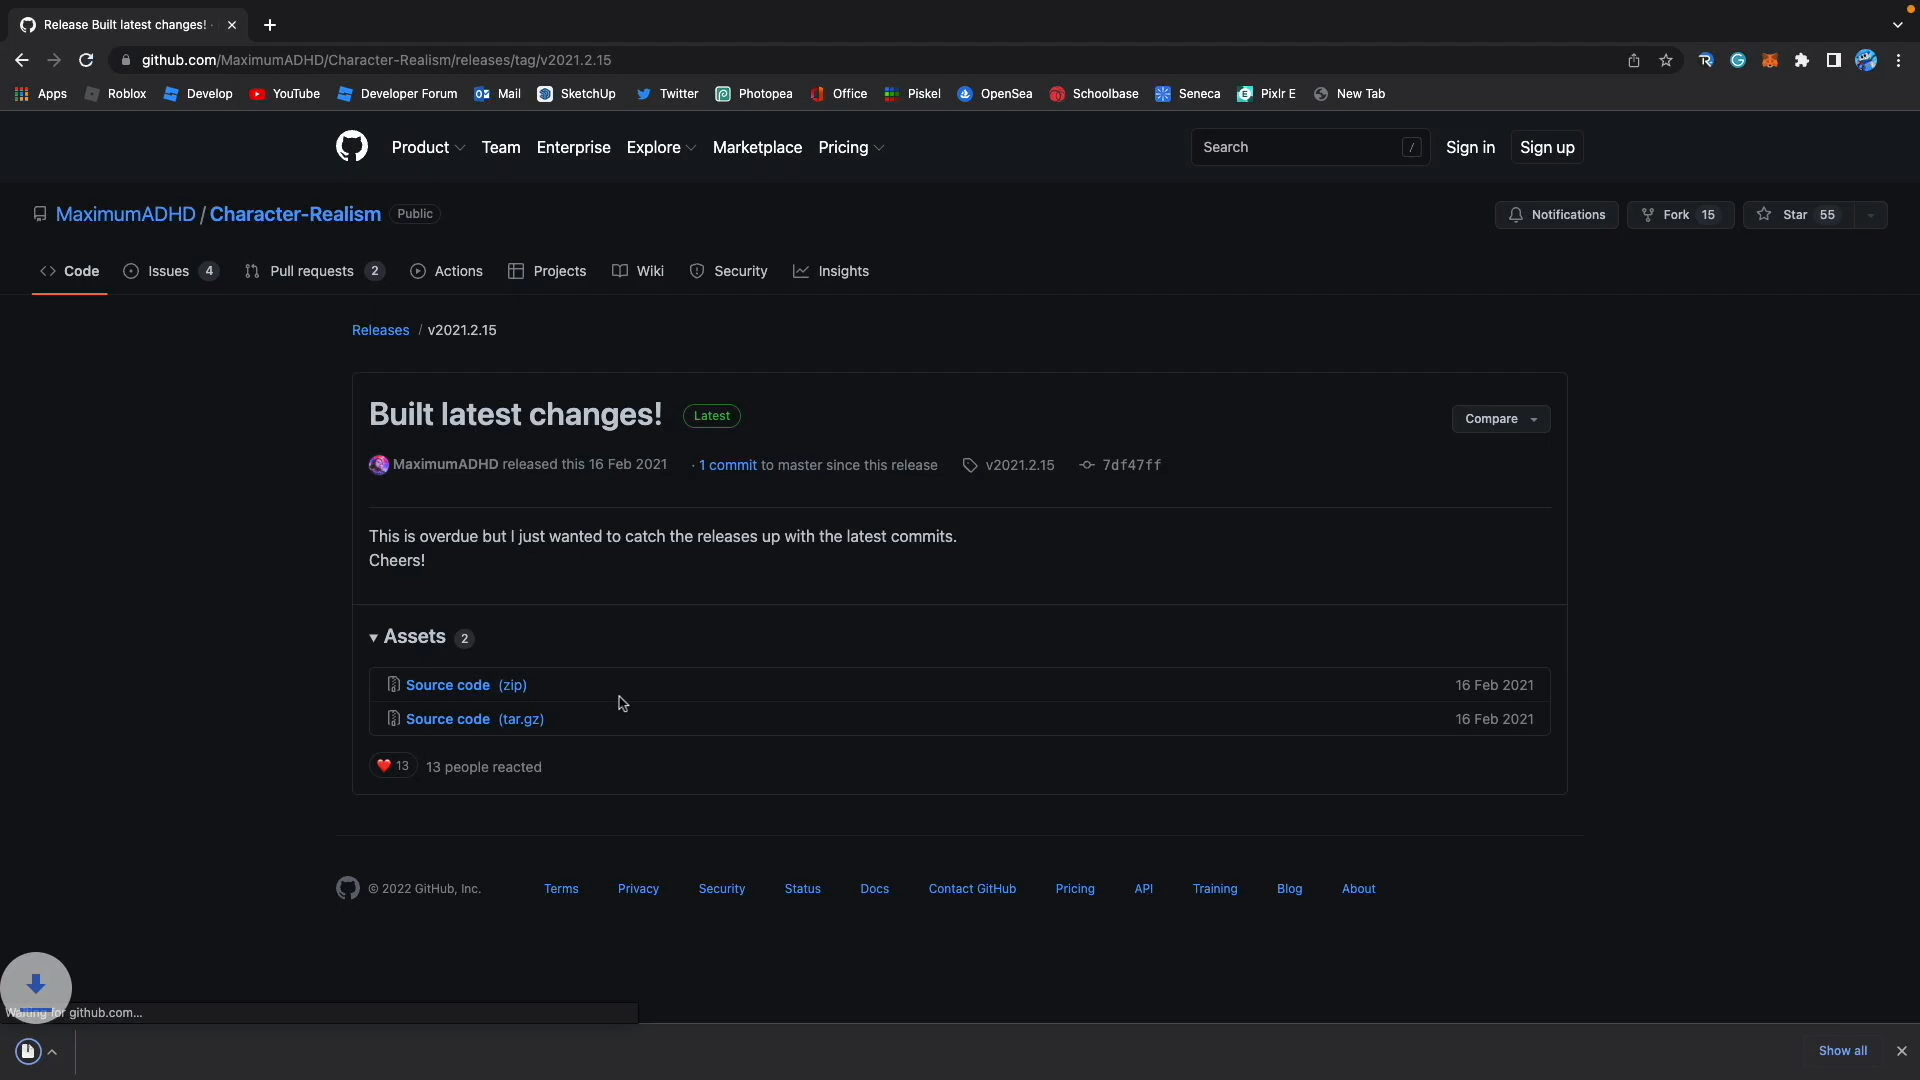 Release Built latest changes! ·
github.com/MaximumADHD/Character-Realism/releases/tag/v2021.2.15
Apps Roblox Develop YouTube Developer Forum Mail SketchUp Twitter Photopea Office Piskel OpenSea Schoolbase Seneca Pixlr E New Tab
Product Team Enterprise Explore Marketplace Pricing Search / Sign in Sign up
MaximumADHD / Character-Realism Public Notifications Fork 15 Star 55
Code Issues 4 Pull requests 2 Actions Projects Wiki Security Insights
Releases / v2021.2.15
Built latest changes! Latest Compare
MaximumADHD released this 16 Feb 2021 · 1 commit to master since this release v2021.2.15 7df47ff
This is overdue but I just wanted to catch the releases up with the latest commits.
Cheers!
Assets 2
Source code (zip) 16 Feb 2021
Source code (tar.gz) 16 Feb 2021
❤️ 13 13 people reacted
© 2022 GitHub, Inc. Terms Privacy Security Status Docs Contact GitHub Pricing API Training Blog About
Waiting for github.com...
Show all